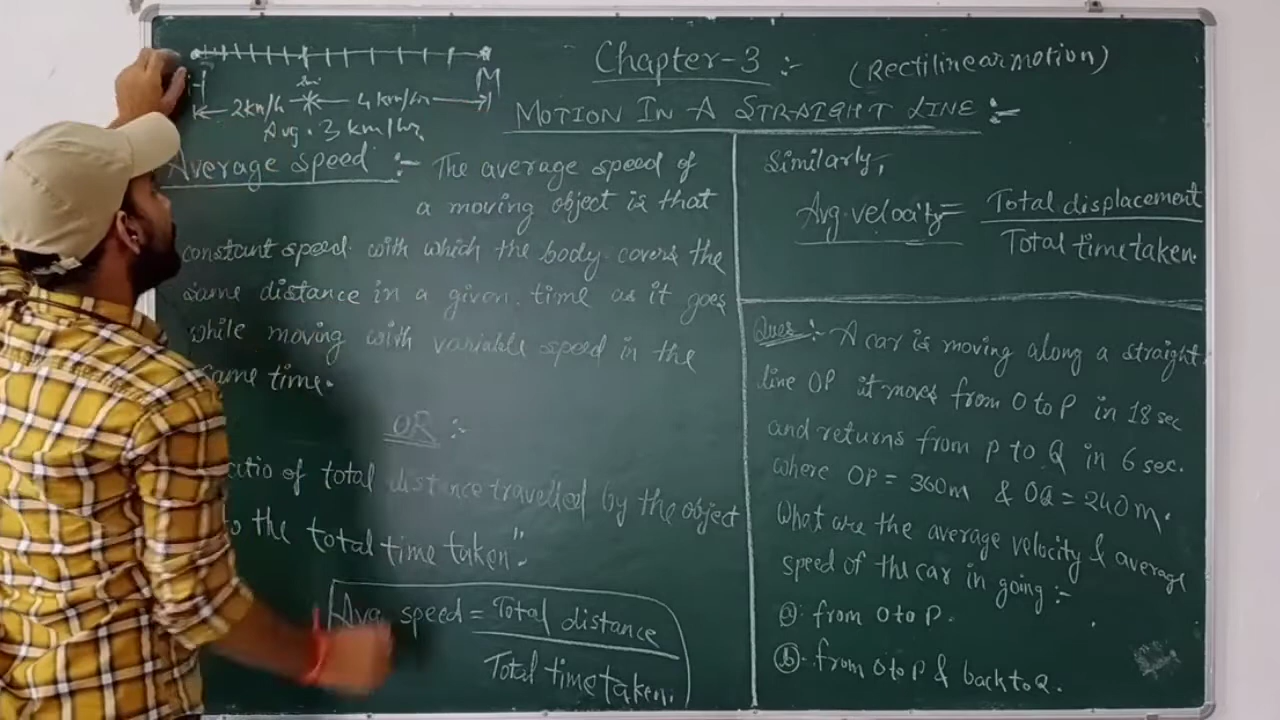 Chapter-3 :- (Rectilinear motion)
MOTION IN A STRAIGHT LINE :-
H M
2km/h 4 km/hr
Avg. 3 km/hr
Average speed :- The average speed of
a moving object is that
constant speed with which the body covers the
same distance in a given time as it goes
while moving with variable speed in the
same time.
OR :-
of total distance travelled by the object
the total time taken".
Avg speed = Total distance
Total time taken.
Similarly,
Avg. velocity = Total displacement
Total time taken.
Ques :- A car is moving along a straight
line OP it moves from O to P in 18 sec
and returns from P to Q in 6 sec.
where OP = 360m & OQ = 240m.
What are the average velocity & average
speed of the car in going :-
(a). from O to P.
(b). from O to P & back to Q.